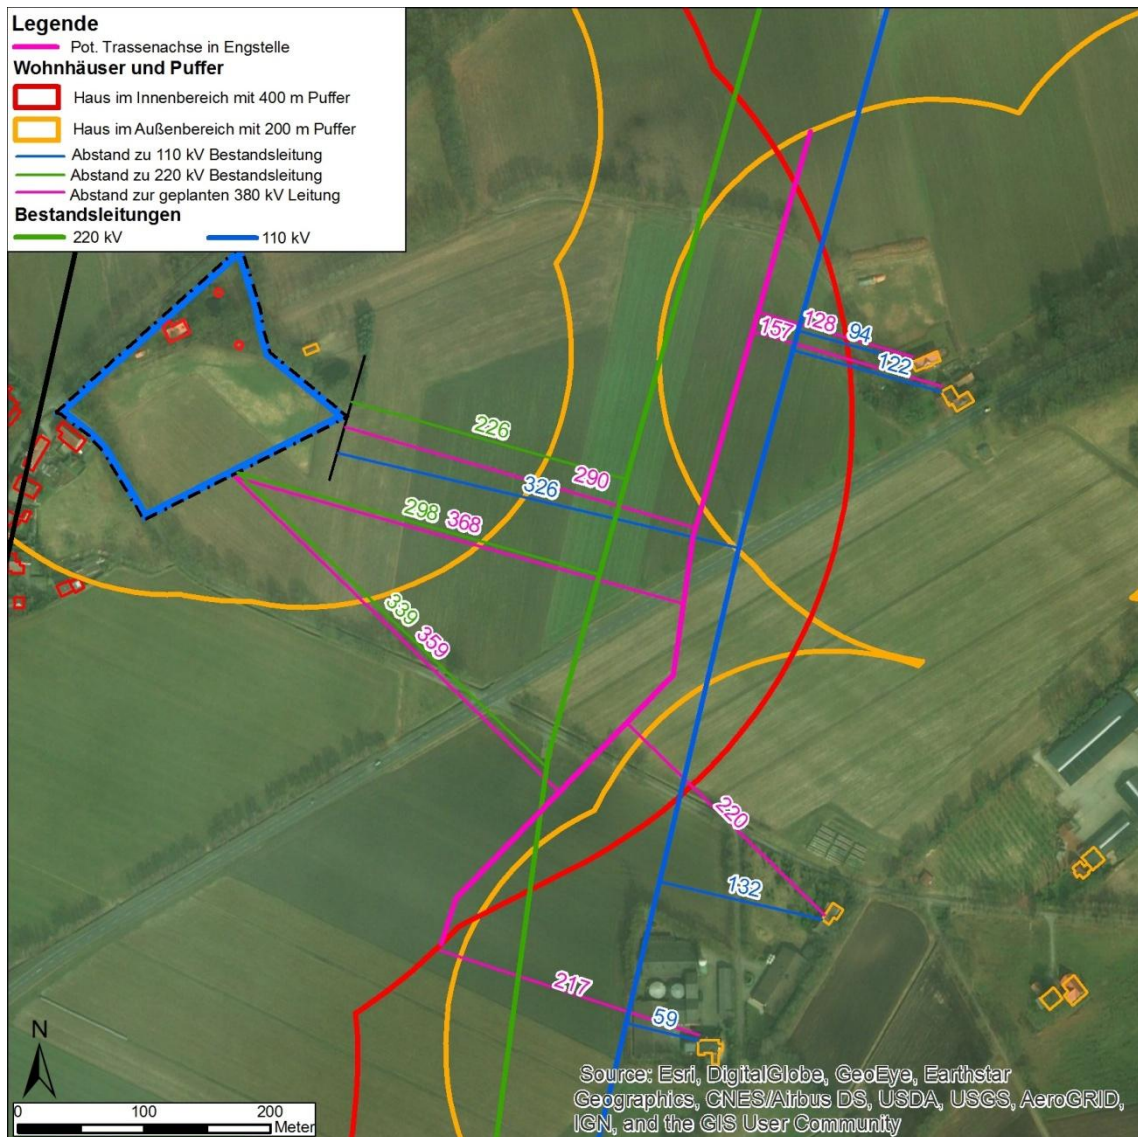 Legende
Pot. Trassenachse in Engstelle
Wohnhäuser und Puffer
Haus im Innenbereich mit 400 m Puffer
Haus im Außenbereich mit 200 m Puffer
Abstand zu 110 kV Bestandsleitung
Abstand zu 220 kV Bestandsleitung
Abstand zur geplanten 380 kV Leitung
Bestandsleitungen
220 kV 110 kV
157 128 94
122
226
290
326
298 368
339
359
220
132
217
59
N
0 100 200
Meter
Source: Esri, DigitalGlobe, GeoEye, Earthstar
Geographics, CNES/Airbus DS, USDA, USGS, AeroGRID,
IGN, and the GIS User Community